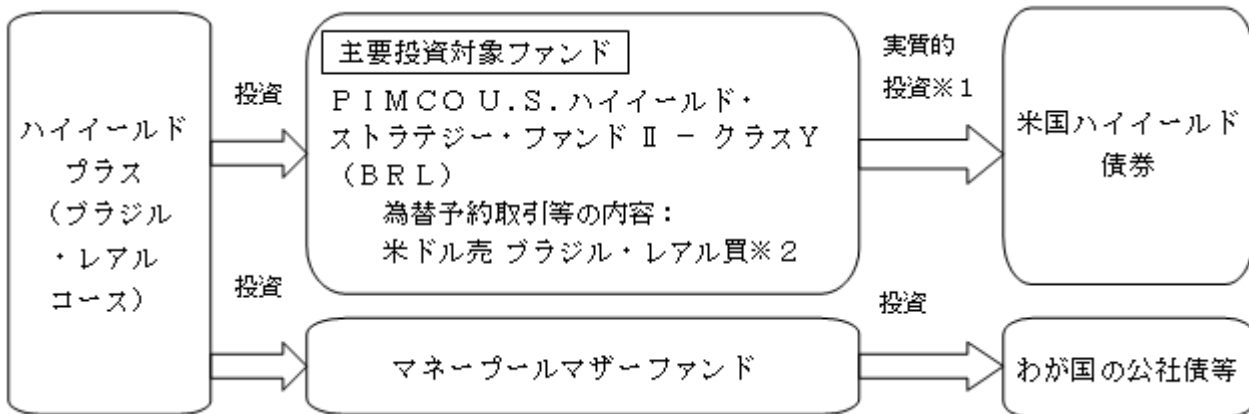 ハイイールド
プラス
（ブラジル
・レアル
コース）
投資
投資
主要投資対象ファンド
ＰＩＭＣＯ Ｕ.Ｓ.ハイイールド・
ストラテジー・ファンド Ⅱ － クラスＹ
（ＢＲＬ）
為替予約取引等の内容：
米ドル売 ブラジル・レアル買※２
マネープールマザーファンド
実質的
投資※１
投資
米国ハイイールド
債券
わが国の公社債等